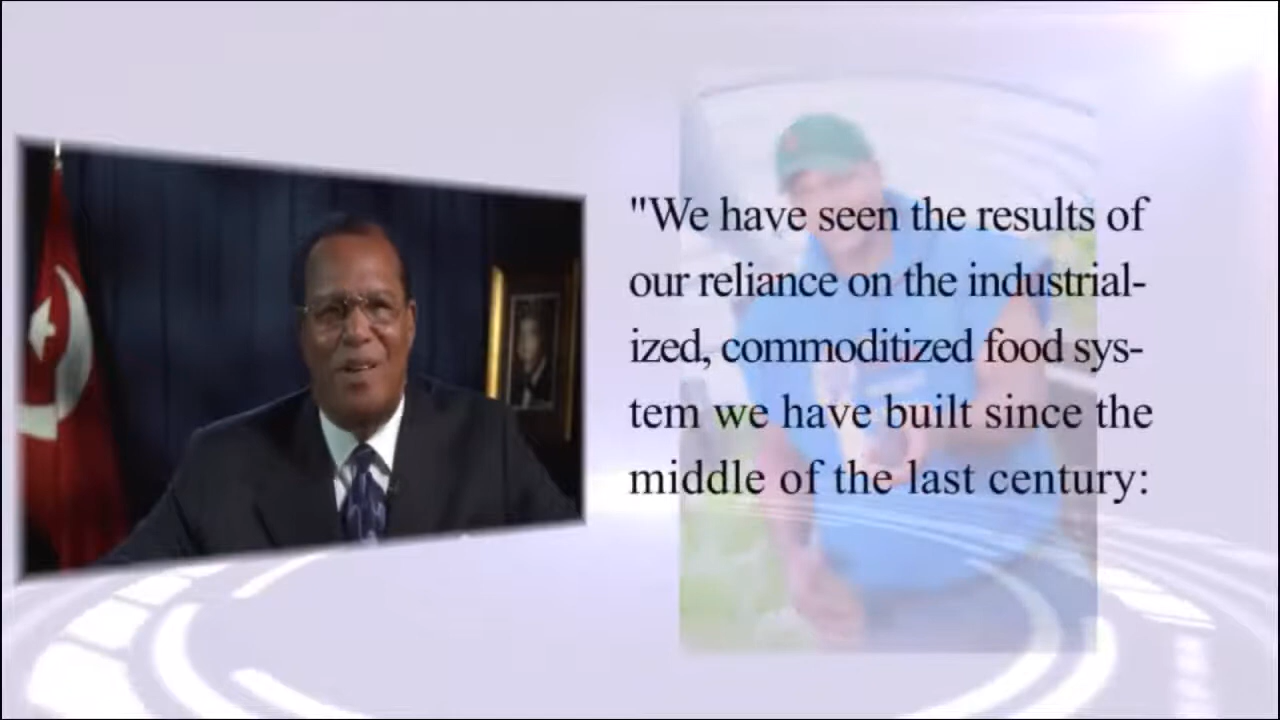 "We have seen the results of
our reliance on the industrial-
ized, commoditized food sys-
tem we have built since the
middle of the last century: